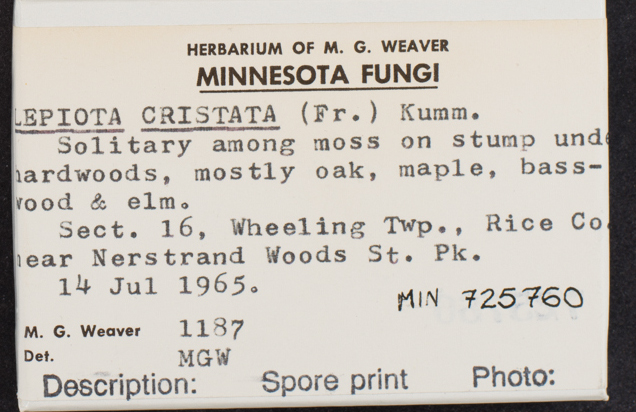 HERBARIUM OF M. G. WEAVER
MINNESOTA FUNGI
LEPIOTA CRISTATA (Fr.) Kumm.
Solitary among moss on stump unde
hardwoods, mostly oak, maple, bass-
wood & elm.
Sect. 16, Wheeling Twp., Rice Co.
near Nerstrand Woods St. Pk.
14 Jul 1965.
MIN 725760
M. G. Weaver 1187
Det. MGW
Description: Spore print Photo: